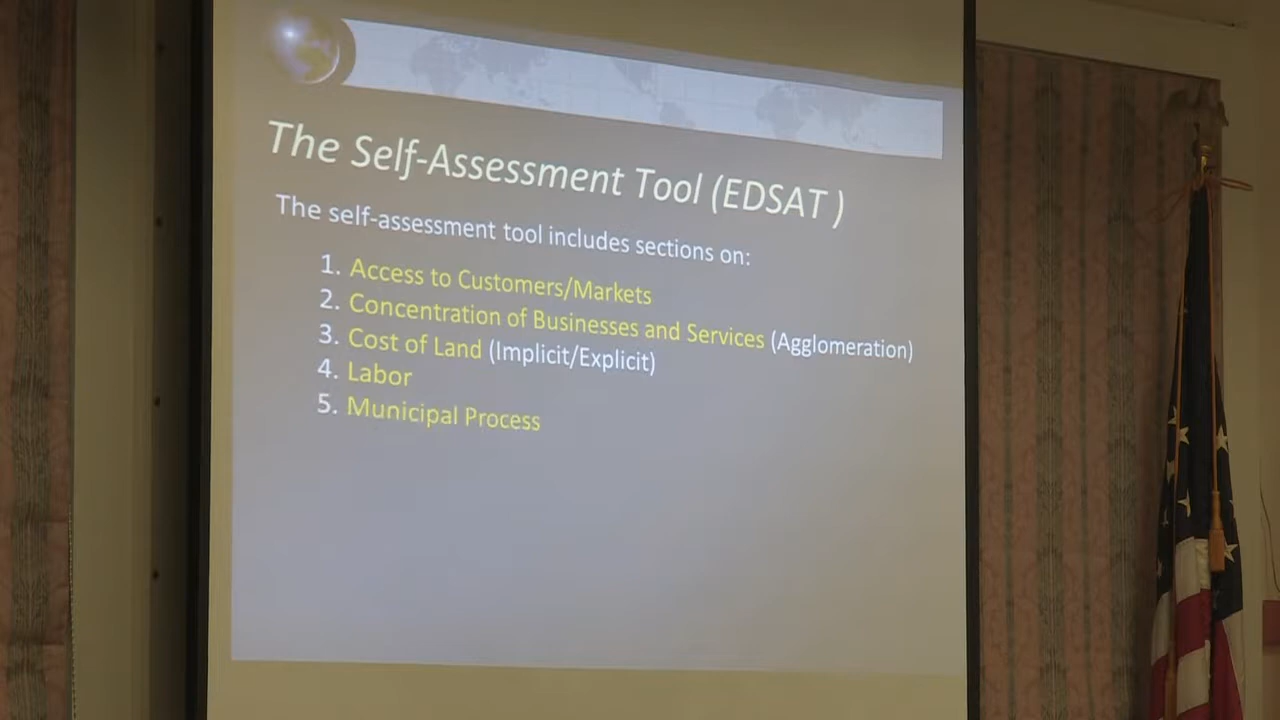 The Self-Assessment Tool (EDSAT )
The self-assessment tool includes sections on:
1. Access to Customers/Markets
2. Concentration of Businesses and Services (Agglomeration)
3. Cost of Land (Implicit/Explicit)
4. Labor
5. Municipal Process